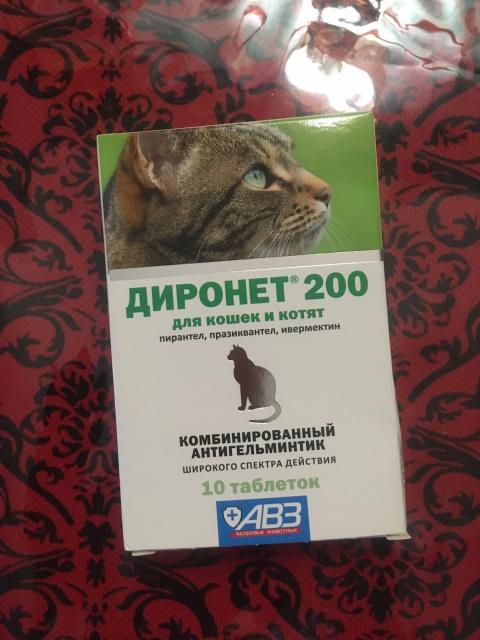 ДИРОНЕТ® 200
для кошек и котят
пирантел, празиквантел, ивермектин
КОМБИНИРОВАННЫЙ
АНТИГЕЛЬМИНТИК
ШИРОКОГО СПЕКТРА ДЕЙСТВИЯ
10 таблеток
АВЗ
здоровье животных